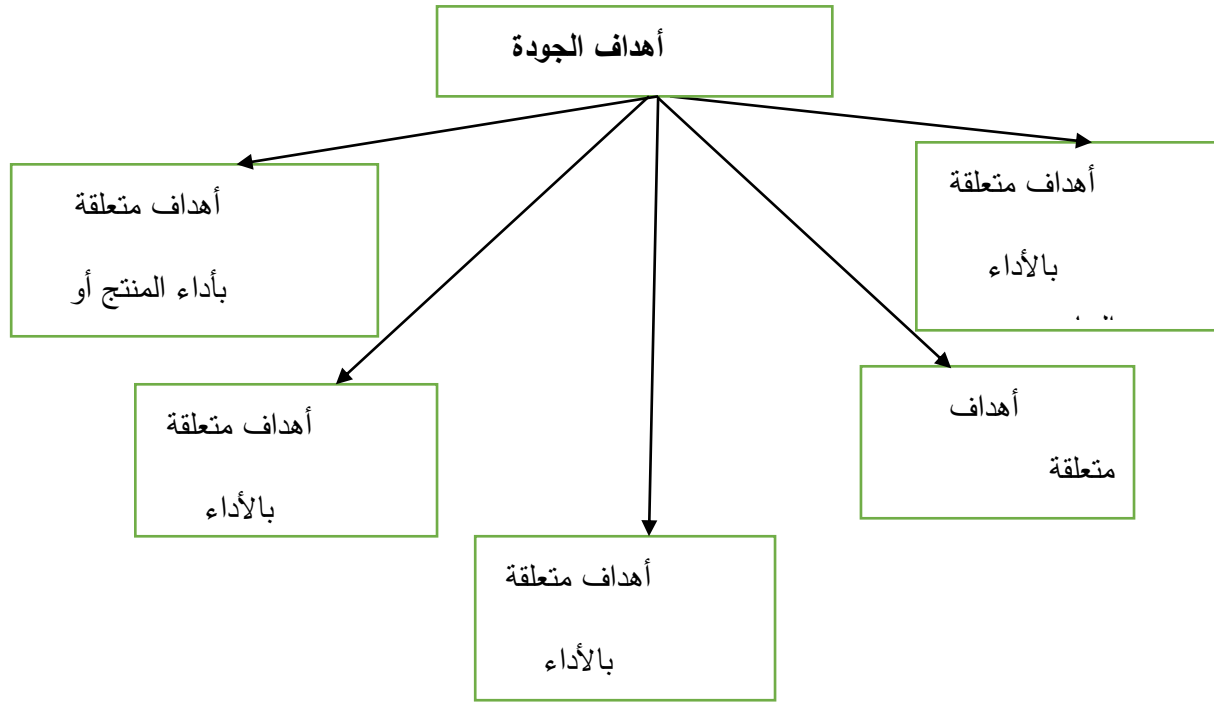 أهداف الجودة
أهداف متعلقة
بالأداء
أهداف متعلقة
بأداء المنتج أو
أهداف
متعلقة
أهداف متعلقة
بالأداء
أهداف متعلقة
بالأداء